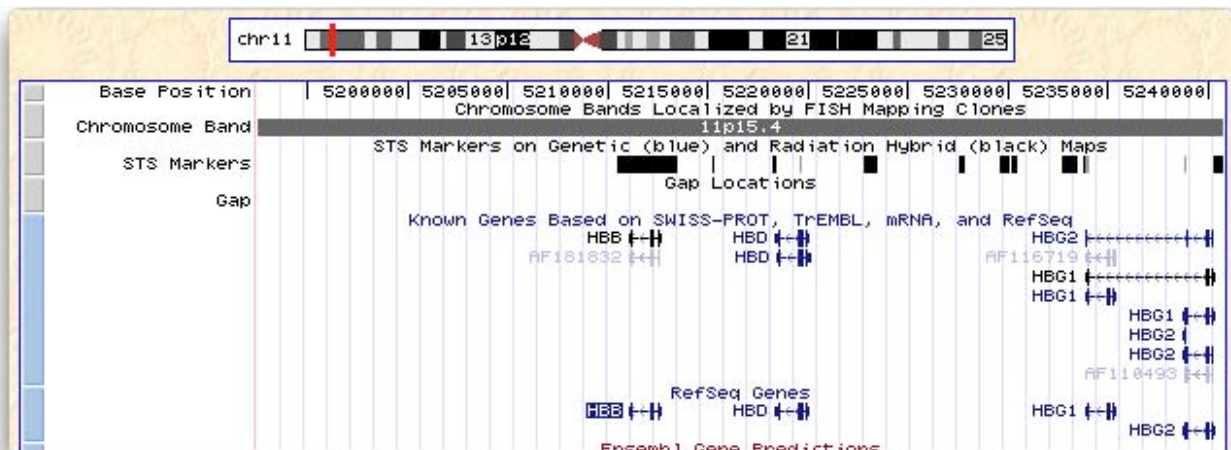 chr11 13 p12 21 25
Base Position | 5200000| 5205000| 5210000| 5215000| 5220000| 5225000| 5230000| 5235000| 5240000|
Chromosome Bands Localized by FISH Mapping Clones
Chromosome Band 11p15.4
STS Markers on Genetic (blue) and Radiation Hybrid (black) Maps
STS Markers
Gap Locations
Gap
Known Genes Based on SWISS-PROT, TrEMBL, mRNA, and RefSeq
HBB HBD HBG2
AF181832 HBD AF116719
HBG1
HBG1
HBG1
HBG2
HBG2
AF110493
RefSeq Genes
HBB HBD HBG1
HBG2
Ensembl Gene Predictions